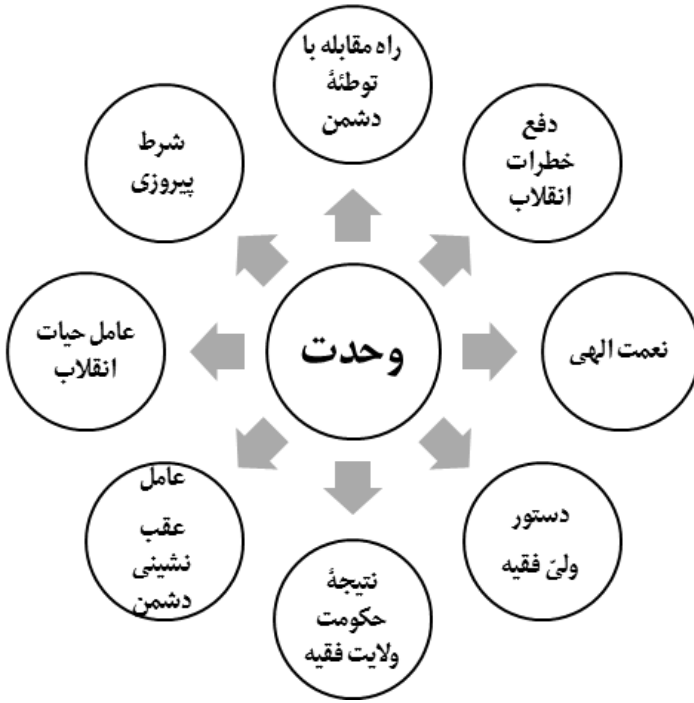 راه مقابله با
توطئهٔ
دشمن
دفع
خطرات
انقلاب
شرط
پیروزی
نعمت الهی
وحدت
عامل حیات
انقلاب
دستور
ولیّ فقیه
عامل
عقب
نشینی
دشمن
نتیجهٔ
حکومت
ولایت فقیه